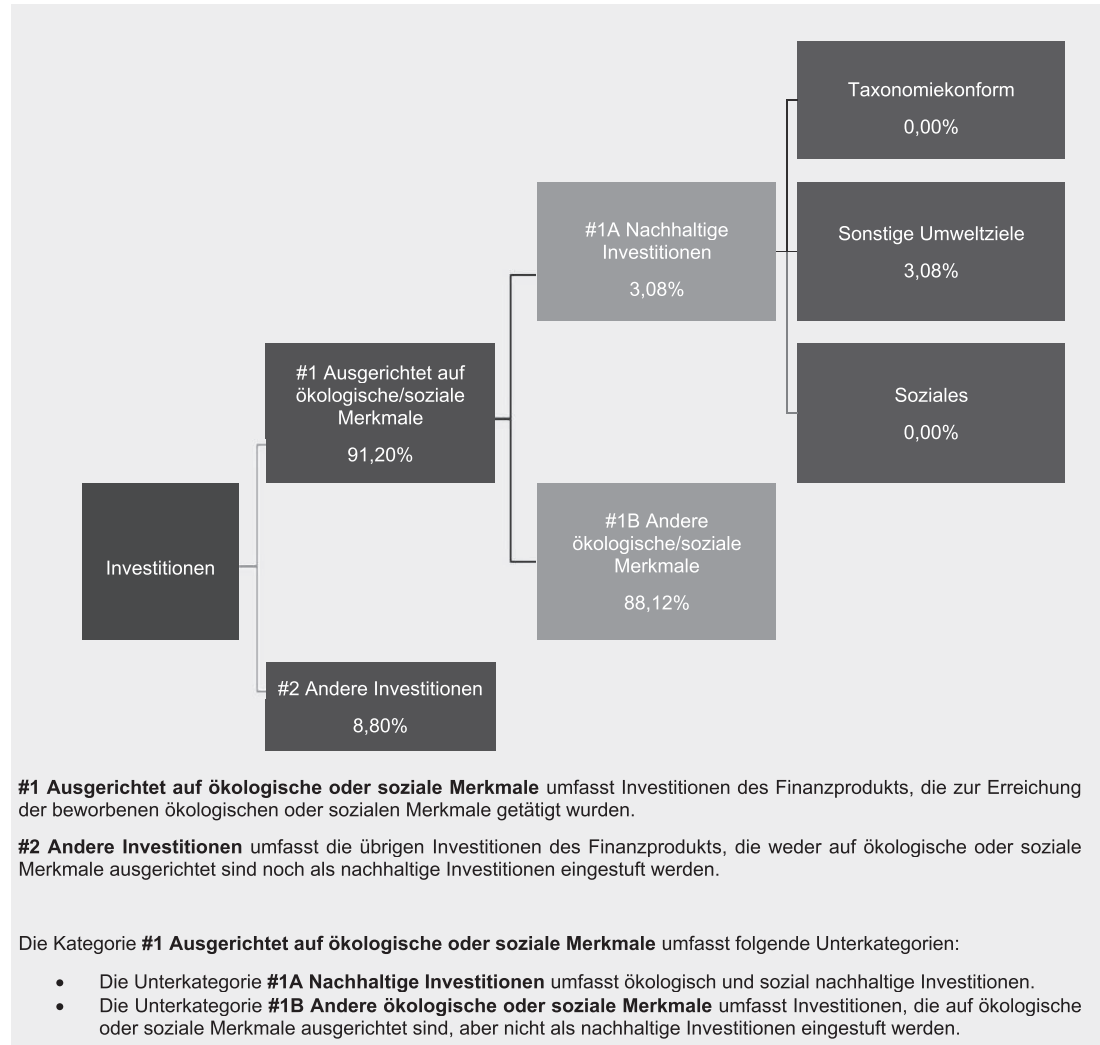 Taxonomiekonform
0,00%
#1A Nachhaltige
Investitionen
3,08%
Sonstige Umweltziele
3,08%
#1 Ausgerichtet auf
ökologische/soziale
Merkmale
91,20%
Soziales
0,00%
Investitionen
#1B Andere
ökologische/soziale
Merkmale
88,12%
#2 Andere Investitionen
8,80%
#1 Ausgerichtet auf ökologische oder soziale Merkmale umfasst Investitionen des Finanzprodukts, die zur Erreichung
der beworbenen ökologischen oder sozialen Merkmale getätigt wurden.
#2 Andere Investitionen umfasst die übrigen Investitionen des Finanzprodukts, die weder auf ökologische oder soziale
Merkmale ausgerichtet sind noch als nachhaltige Investitionen eingestuft werden.
Die Kategorie #1 Ausgerichtet auf ökologische oder soziale Merkmale umfasst folgende Unterkategorien:
• Die Unterkategorie #1A Nachhaltige Investitionen umfasst ökologisch und sozial nachhaltige Investitionen.
• Die Unterkategorie #1B Andere ökologische oder soziale Merkmale umfasst Investitionen, die auf ökologische
oder soziale Merkmale ausgerichtet sind, aber nicht als nachhaltige Investitionen eingestuft werden.